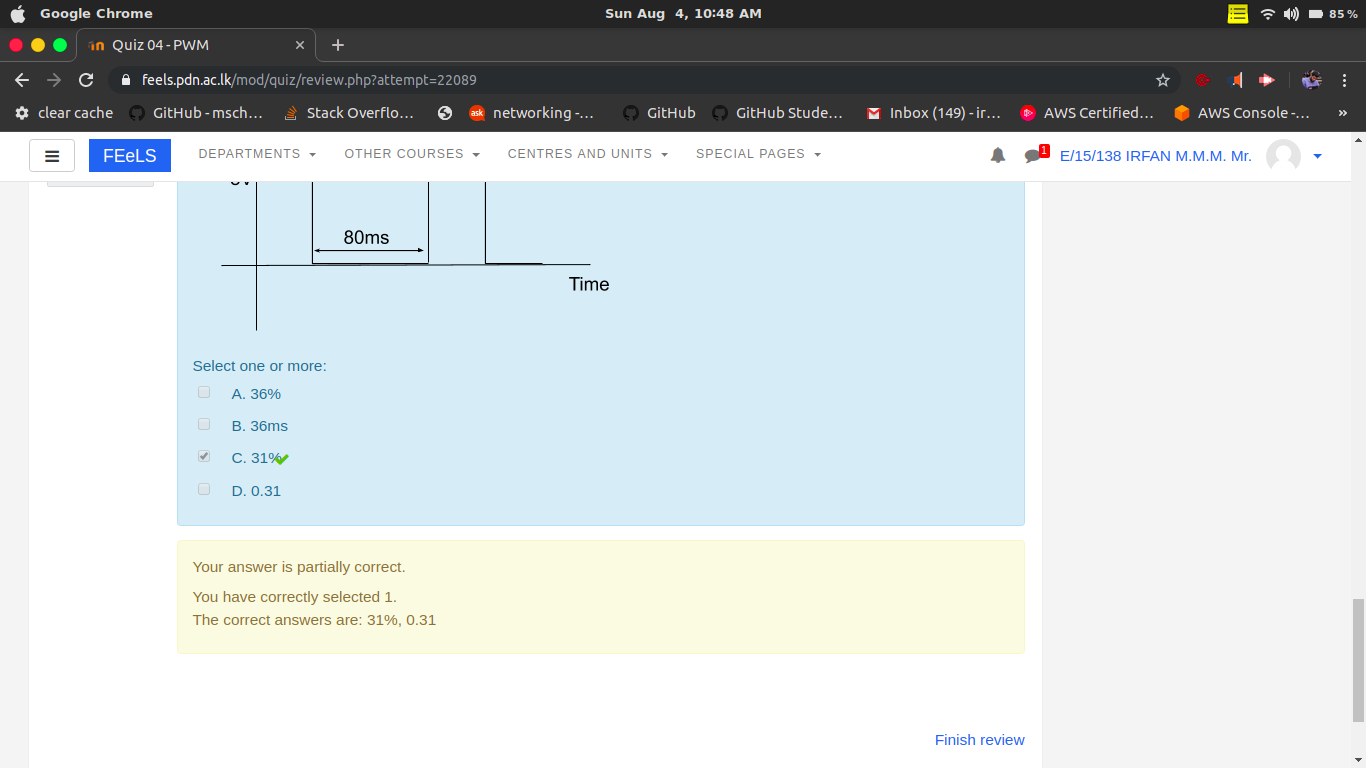 Google Chrome
Sun Aug 4, 10:48 AM
85%
Quiz 04 - PWM
feels.pdn.ac.lk/mod/quiz/review.php?attempt=22089
clear cache GitHub - msch... Stack Overflo... ask networking -... GitHub GitHub Stude... Inbox (149) - ir... AWS Certified... AWS Console -... »
FEeLS DEPARTMENTS OTHER COURSES CENTRES AND UNITS SPECIAL PAGES 1 E/15/138 IRFAN M.M.M. Mr.
80ms
Time
Select one or more:
A. 36%
B. 36ms
C. 31%
D. 0.31
Your answer is partially correct.
You have correctly selected 1.
The correct answers are: 31%, 0.31
Finish review